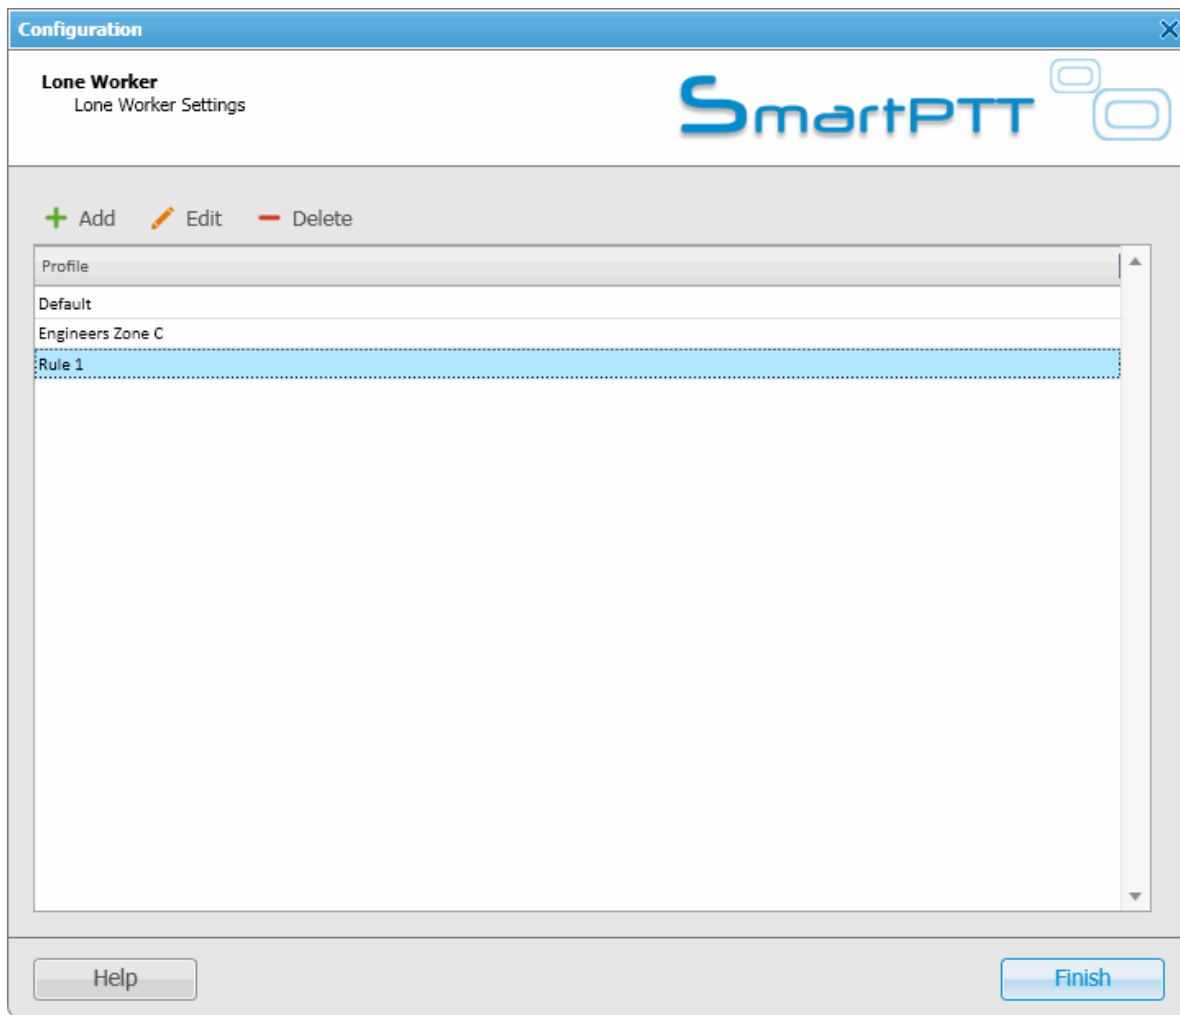 Configuration
Lone Worker
Lone Worker Settings
SmartPTT
Add Edit Delete
Profile
Default
Engineers Zone C
Rule 1
Help Finish